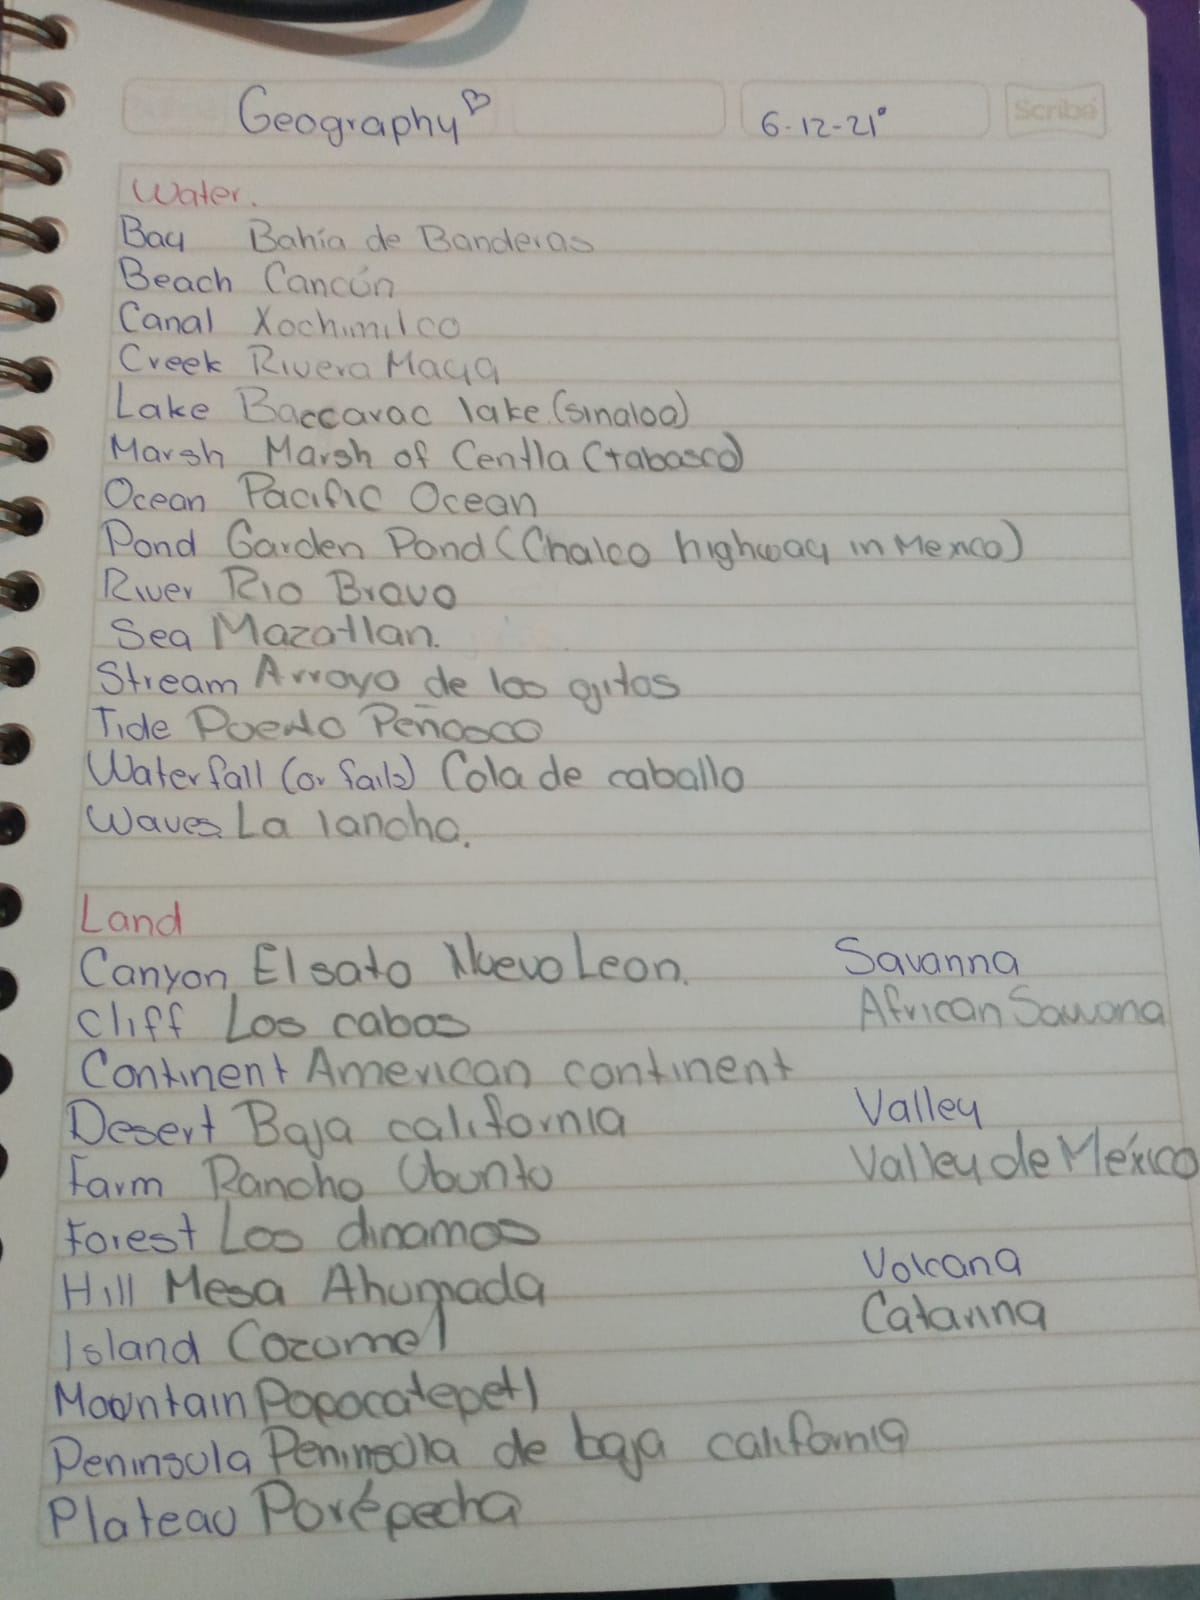 Geography♡
6-12-21°
Scribe
Water.
Bay Bahía de Banderas
Beach Cancún
Canal Xochimilco
Creek Rivera Maya
Lake Baccarac lake.(sinaloa)
Marsh Marsh of Centla (tabasco)
Ocean Pacific Ocean
Pond Garden Pond (Chalco highway in Mexico)
River Rio Bravo
Sea Mazatlan.
Stream Arroyo de los ojitos
Tide Puerto Peñasco
Waterfall (or falls) Cola de caballo
Waves La lancha.
Land
Canyon El sato Nuevo Leon.
Cliff Los cabos
Continent American continent
Desert Baja california
Farm Rancho Ubunto
Forest Los dinamos
Hill Mesa Ahumada
Island Cozumel
Mountain Popocatepetl
Peninsula Peninsula de baja california
Plateau Porépecha
Savanna
African Savvana
Valley
Valley de México
Volcana
Catarina